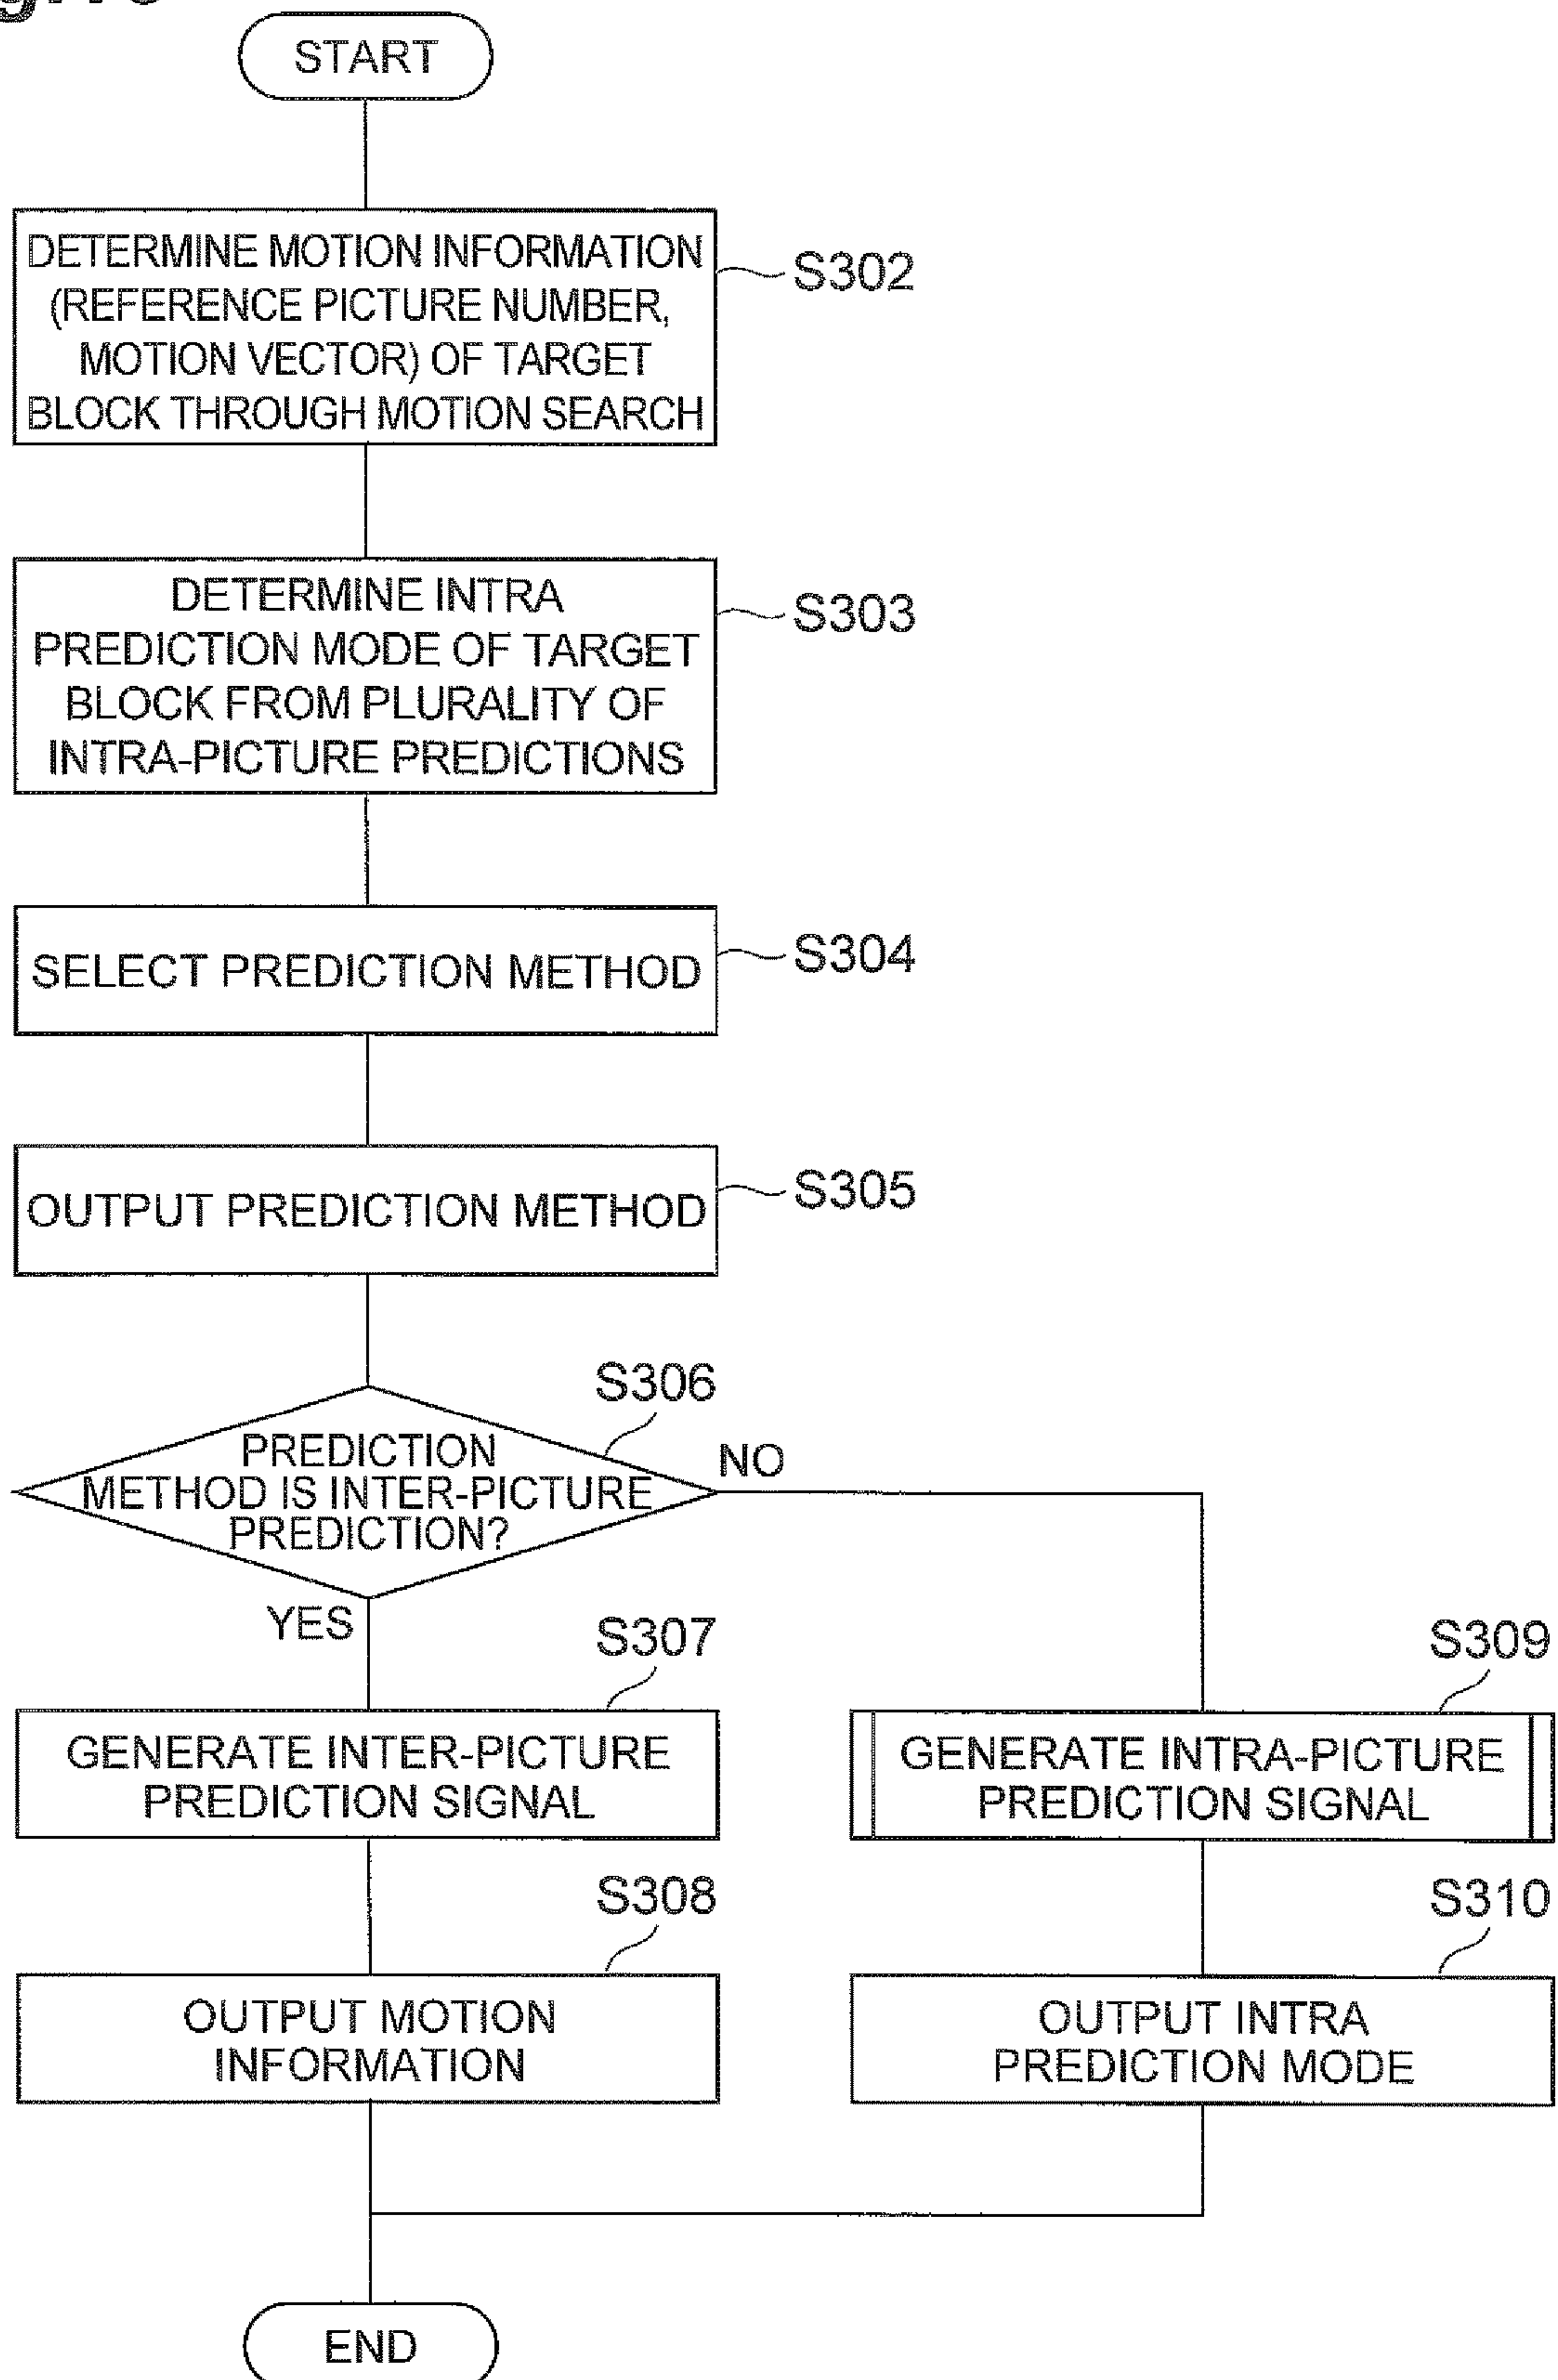 START
DETERMINE MOTION INFORMATION
(REFERENCE PICTURE NUMBER,
MOTION VECTOR) OF TARGET
BLOCK THROUGH MOTION SEARCH
S302
DETERMINE INTRA
PREDICTION MODE OF TARGET
BLOCK FROM PLURALITY OF
INTRA-PICTURE PREDICTIONS
S303
SELECT PREDICTION METHOD
S304
OUTPUT PREDICTION METHOD
S305
S306
PREDICTION
METHOD IS INTER-PICTURE
PREDICTION?
NO
YES
S307
GENERATE INTER-PICTURE
PREDICTION SIGNAL
S308
OUTPUT MOTION
INFORMATION
S309
GENERATE INTRA-PICTURE
PREDICTION SIGNAL
S310
OUTPUT INTRA
PREDICTION MODE
END